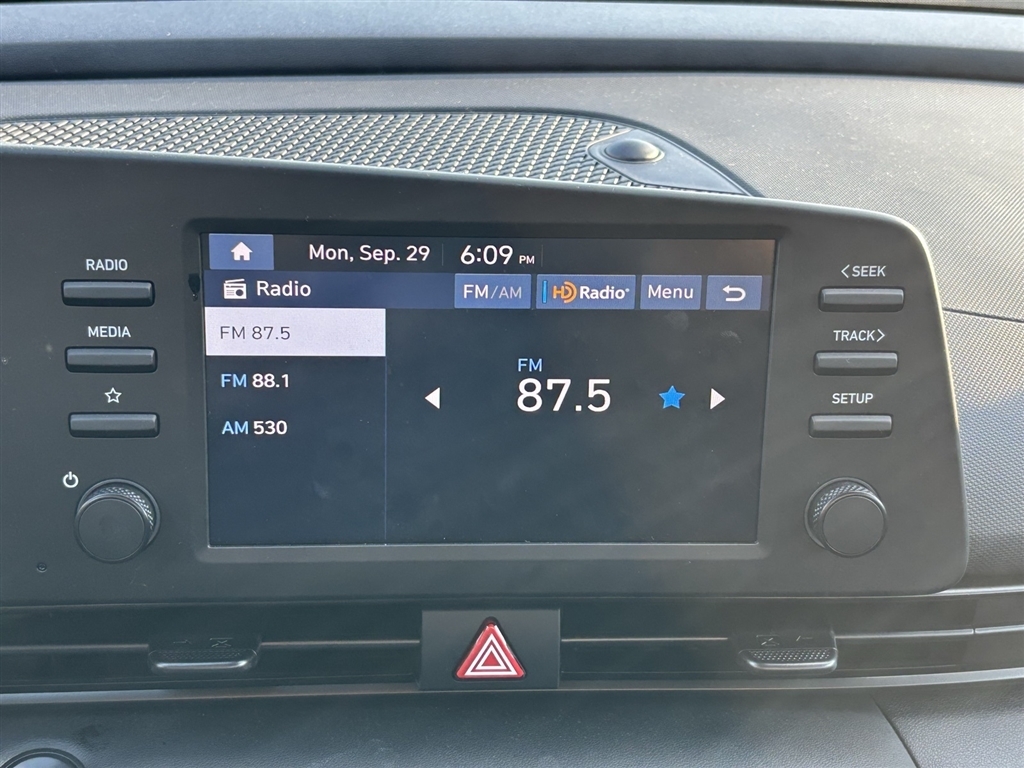 Mon, Sep. 29 6:09 PM
RADIO
<SEEK
Radio FM/AM HD Radio Menu
FM 87.5
MEDIA
TRACK>
FM 88.1
FM
87.5
SETUP
AM 530